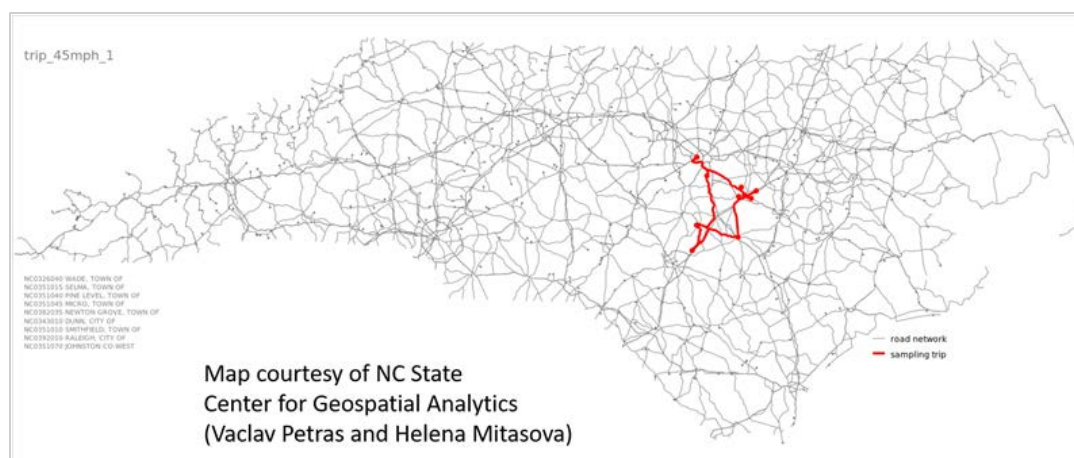 trip_45mph_1
NC0326040 WADE, TOWN OF
NC0351015 SELMA, TOWN OF
NC0351040 PINE LEVEL, TOWN OF
NC0351045 MICRO, TOWN OF
NC0382035 NEWTON GROVE, TOWN OF
NC0343010 DUNN, CITY OF
NC0351010 SMITHFIELD, TOWN OF
NC0392010 RALEIGH, CITY OF
NC0351070 JOHNSTON CO-WEST
road network
sampling trip
Map courtesy of NC State
Center for Geospatial Analytics
(Vaclav Petras and Helena Mitasova)